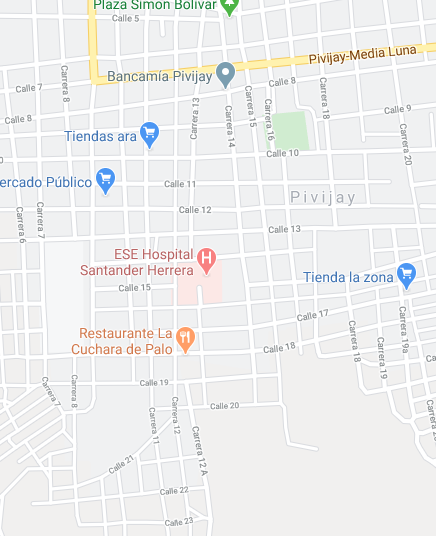 Plaza Simon Bolivar
Calle 5
Pivijay-Media Luna
Carrera 8
Bancamía Pivijay
Calle 7
Calle 8
Carrera 15
Carrera 18
Carrera 13
Carrera 16
Calle 9
Calle 8
Carrera 14
Tiendas ara
Carrera 20
Calle 10
ercado Público
Calle 11
Pivijay
Carrera 6
Carrera 7
Calle 12
Calle 13
ESE Hospital
Santander Herrera
Tienda la zona
Calle 15
Calle 17
Carrera 19a
Restaurante La
Cuchara de Palo
Calle 18
Carrera 19
Calle 19
Carrera 7
Carrera 8
Carrera 11
Carrera 12
Calle 20
Carrera 18
Carrera 12 A
Calle 21
Calle 22
Calle 23